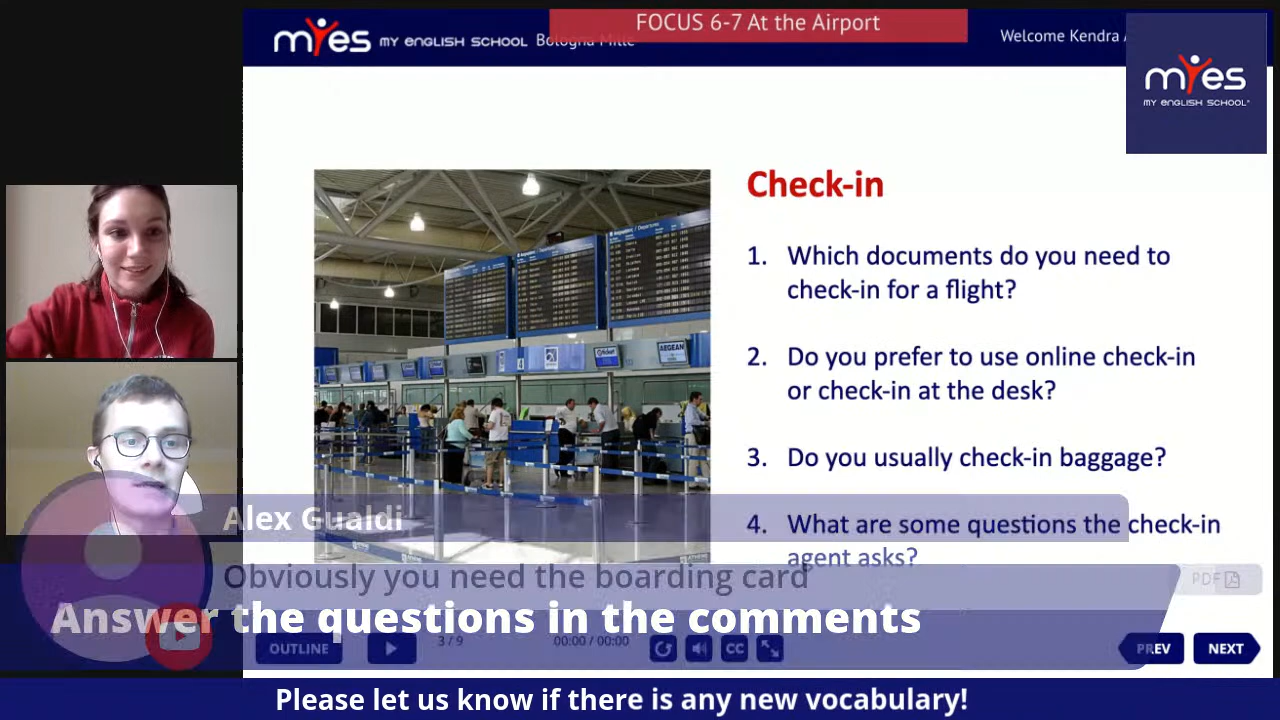 FOCUS 6-7 At the Airport
myes MY ENGLISH SCHOOL Bologna Mille
Welcome Kendra
myes
MY ENGLISH SCHOOL
Check-in
1. Which documents do you need to
check-in for a flight?
2. Do you prefer to use online check-in
or check-in at the desk?
3. Do you usually check-in baggage?
4. What are some questions the check-in
agent asks?
AEGEAN
Alex Gualdi
Obviously you need the boarding card
PDF
Answer the questions in the comments
OUTLINE
3 / 9
00:00 / 00:00
CC
PREV
NEXT
Please let us know if there is any new vocabulary!